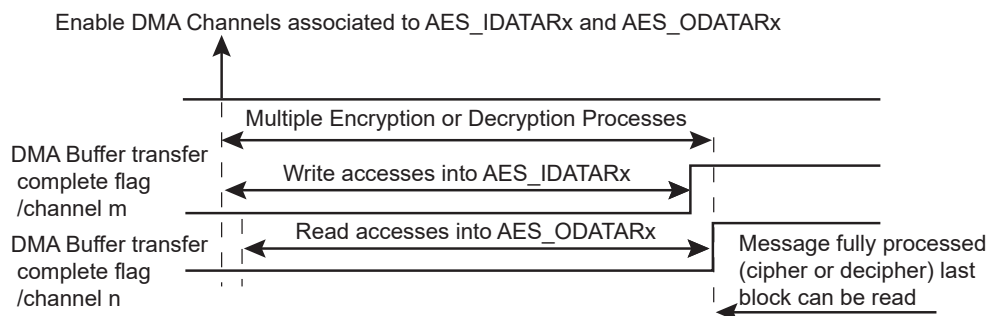 Enable DMA Channels associated to AES_IDATARx and AES_ODATARx
Multiple Encryption or Decryption Processes
DMA Buffer transfer
complete flag
/channel m
Write accesses into AES_IDATARx
DMA Buffer transfer
complete flag
/channel n
Read accesses into AES_ODATARx
Message fully processed
(cipher or decipher) last
block can be read